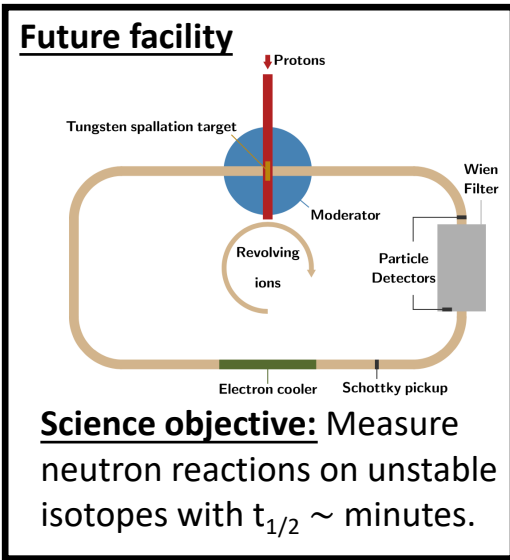 Future facility
Protons
Tungsten spallation target
Wien
Filter
Moderator
Revolving
ions
Particle
Detectors
Electron cooler
Schottky pickup
Science objective: Measure
neutron reactions on unstable
isotopes with t1/2 ~ minutes.